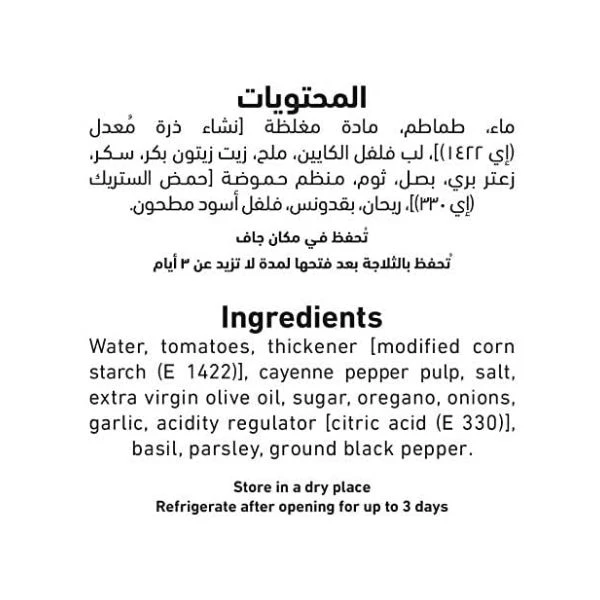 المحتويات
ماء، طماطم، مادة مغلظة [نشاء ذرة مُعدل
(إي ١٤٢٢)]، لب فلفل الكايين، ملح، زيت زيتون بكر، سكر،
زعتر بري، بصل، ثوم، منظم حموضة [حمض الستريك
(إي ٣٣٠)]، ريحان، بقدونس، فلفل أسود مطحون.
تُحفظ في مكان جاف
تُحفظ بالثلاجة بعد فتحها لمدة لا تزيد عن ٣ أيام
Ingredients
Water, tomatoes, thickener [modified corn
starch (E 1422)], cayenne pepper pulp, salt,
extra virgin olive oil, sugar, oregano, onions,
garlic, acidity regulator [citric acid (E 330)],
basil, parsley, ground black pepper.
Store in a dry place
Refrigerate after opening for up to 3 days